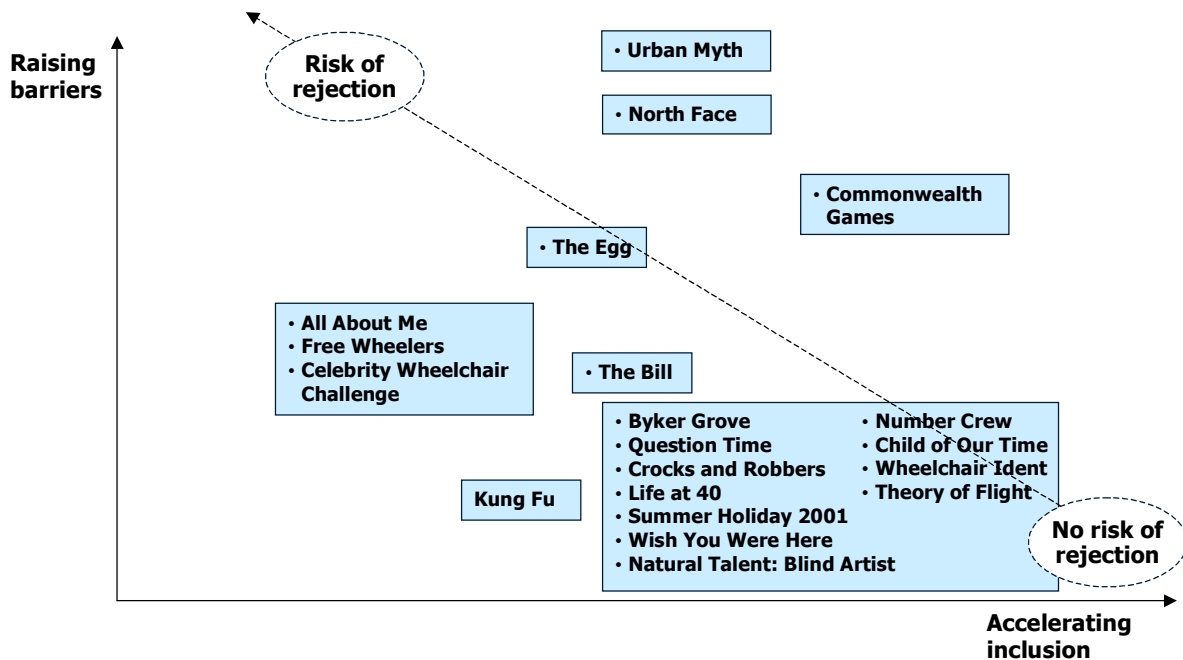 Raising
barriers
Risk of
rejection
• Urban Myth
• North Face
• Commonwealth
Games
• The Egg
• All About Me
• Free Wheelers
• Celebrity Wheelchair
Challenge
• The Bill
• Byker Grove
• Question Time
• Crocks and Robbers
• Life at 40
• Summer Holiday 2001
• Wish You Were Here
• Natural Talent: Blind Artist
• Number Crew
• Child of Our Time
• Wheelchair Ident
• Theory of Flight
Kung Fu
No risk of
rejection
Accelerating
inclusion